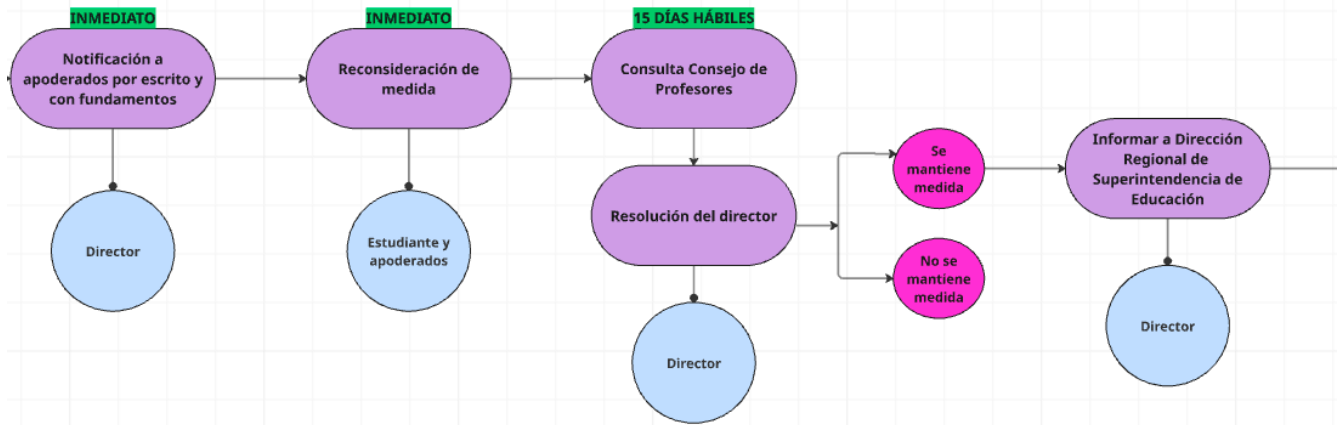 INMEDIATO
Notificación a
apoderados por escrito y
con fundamentos
Director
INMEDIATO
Reconsideración de
medida
Estudiante y
apoderados
15 DÍAS HÁBILES
Consulta Consejo de
Profesores
Resolución del director
Director
Se
mantiene
medida
No se
mantiene
medida
Informar a Dirección
Regional de
Superintendencia de
Educación
Director